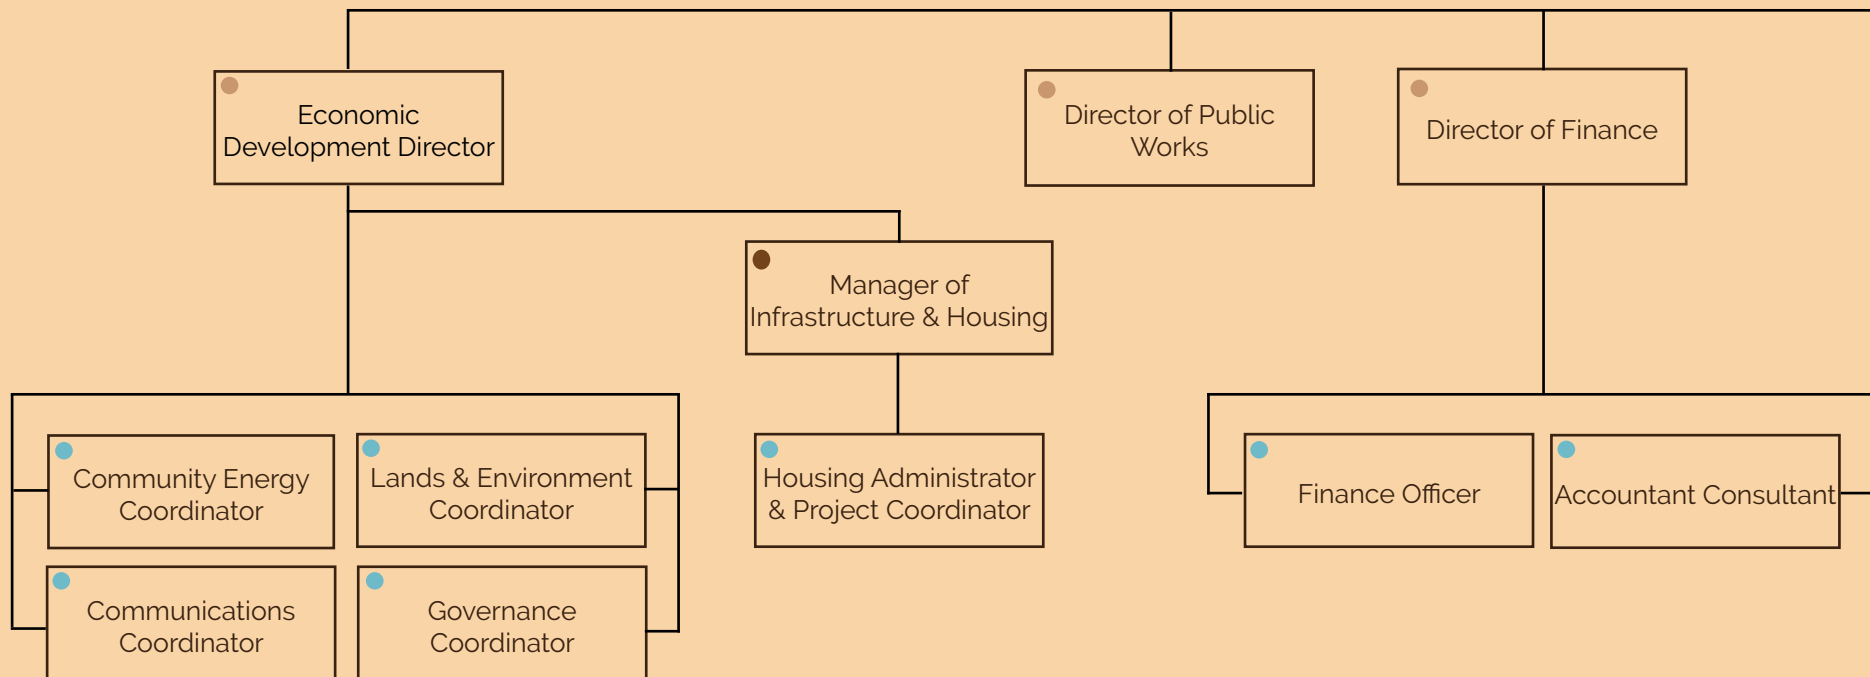 Economic
Development Director
Director of Public
Works
Director of Finance
Manager of
Infrastructure & Housing
Community Energy
Coordinator
Lands & Environment
Coordinator
Housing Administrator
& Project Coordinator
Finance Officer
Accountant Consultant
Communications
Coordinator
Governance
Coordinator